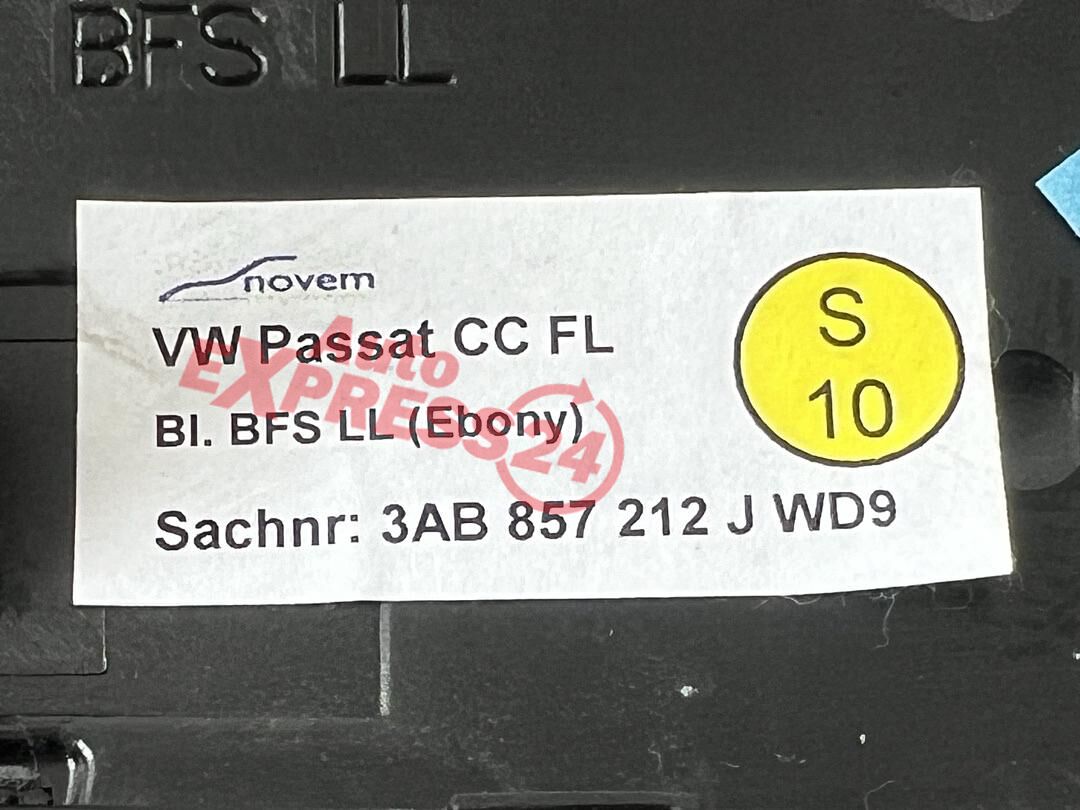 BFS LL
novem
VW Passat CC FL
Bl. BFS LL (Ebony)
Sachnr: 3AB 857 212 J WD9
S
10
Auto
EXPRESS24